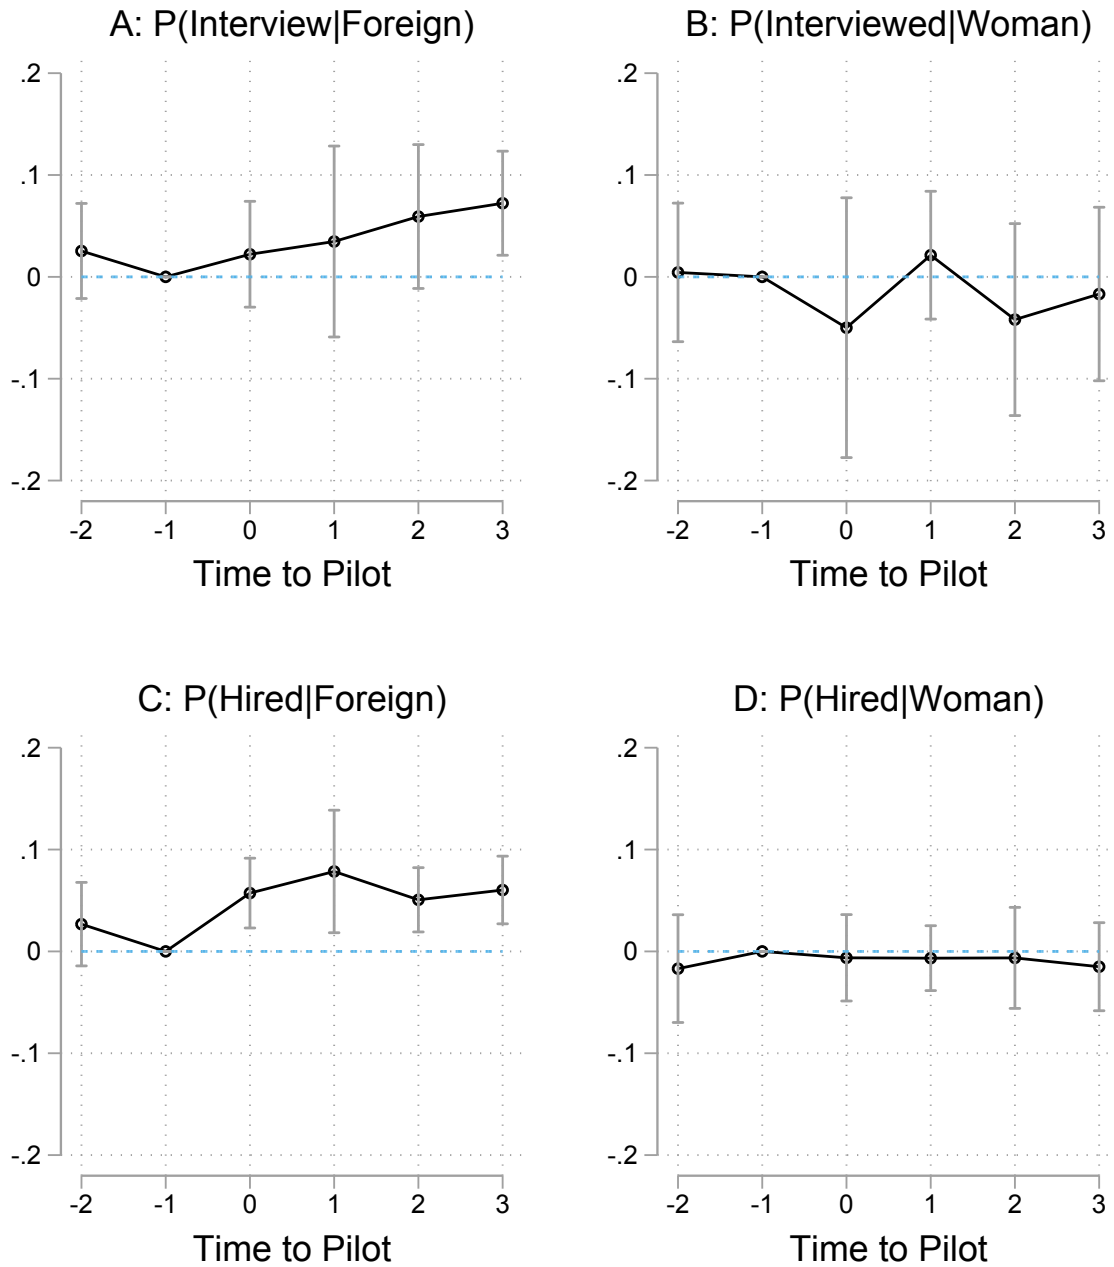 A: P(Interview|Foreign)
.2
.1
0
-.1
-.2
-2 -1 0 1 2 3
Time to Pilot
B: P(Interviewed|Woman)
.2
.1
0
-.1
-.2
-2 -1 0 1 2 3
Time to Pilot
C: P(Hired|Foreign)
.2
.1
0
-.1
-.2
-2 -1 0 1 2 3
Time to Pilot
D: P(Hired|Woman)
.2
.1
0
-.1
-.2
-2 -1 0 1 2 3
Time to Pilot